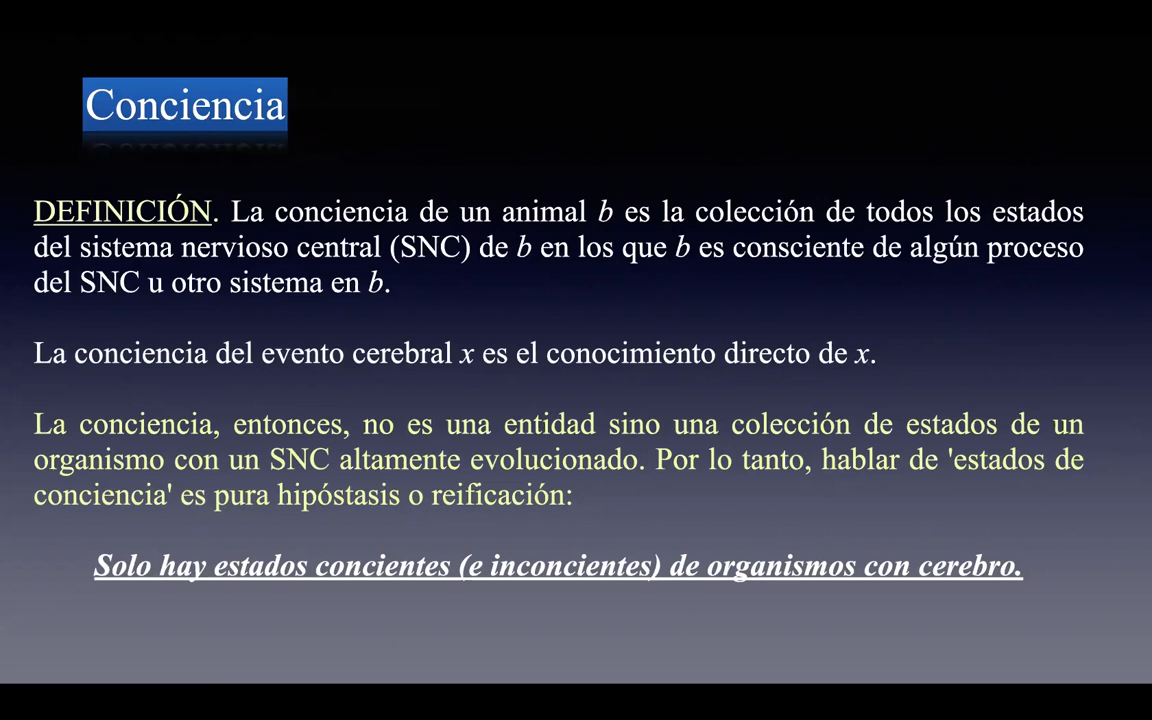 Conciencia
DEFINICIÓN. La conciencia de un animal b es la colección de todos los estados
del sistema nervioso central (SNC) de b en los que b es consciente de algún proceso
del SNC u otro sistema en b.
La conciencia del evento cerebral x es el conocimiento directo de x.
La conciencia, entonces, no es una entidad sino una colección de estados de un
organismo con un SNC altamente evolucionado. Por lo tanto, hablar de 'estados de
conciencia' es pura hipóstasis o reificación:
Solo hay estados concientes (e inconcientes) de organismos con cerebro.